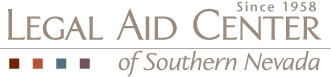 Since 1958
LEGAL AID CENTER
of Southern Nevada